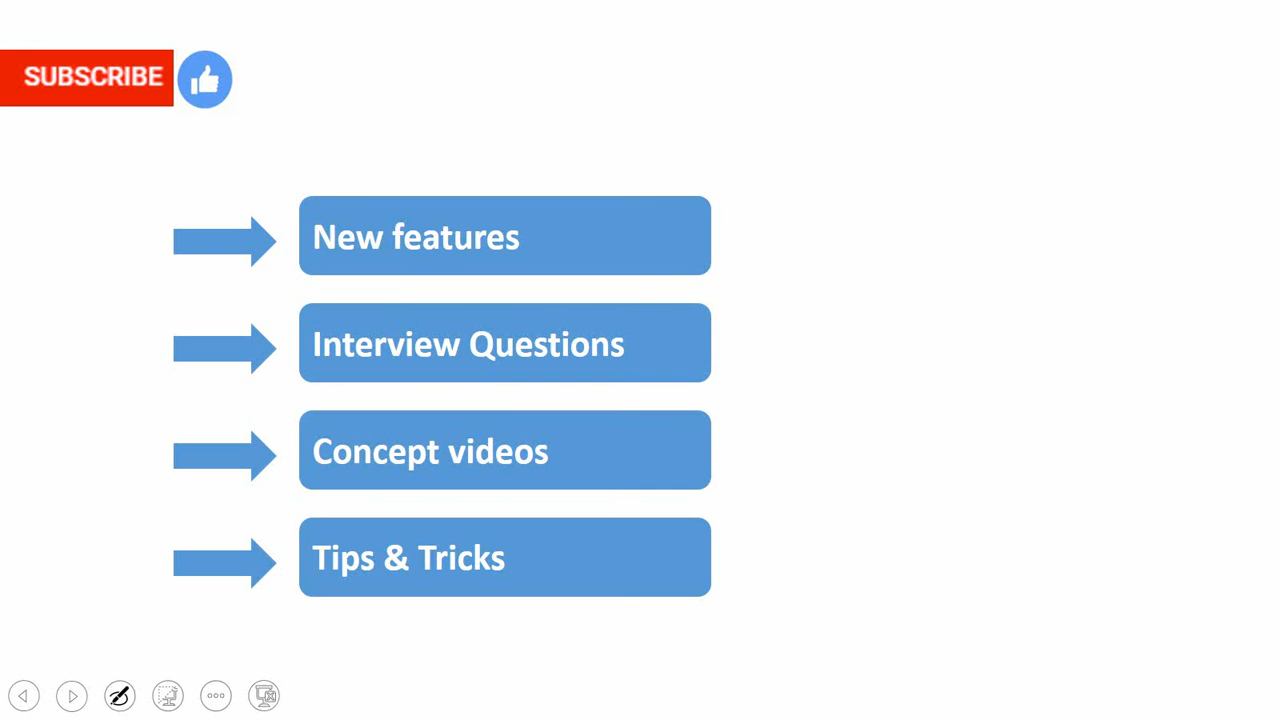 SUBSCRIBE
New features
Interview Questions
Concept videos
Tips & Tricks